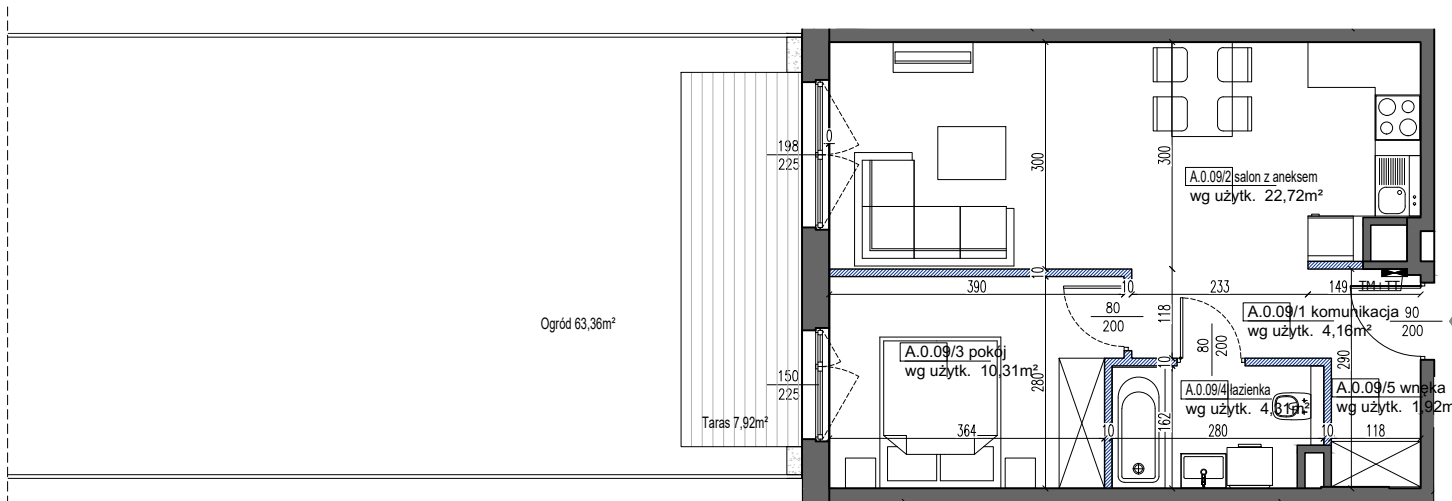 198
225
0
300
300
A.0.09/2 salon z aneksem
wg użytk. 22,72m²
10
390
10
233
149
TM+TT
80
200
118
A.0.09/1 komunikacja
wg użytk. 4,16m²
90
200
Ogród 63,36m²
80
200
290
A.0.09/3 pokój
wg użytk. 10,31m²
280
10
150
225
A.0.09/4 łazienka
wg użytk. 4,31m²
A.0.09/5 wnęka
wg użytk. 1,92m
Taras 7,92m²
364
10
162
280
10
118